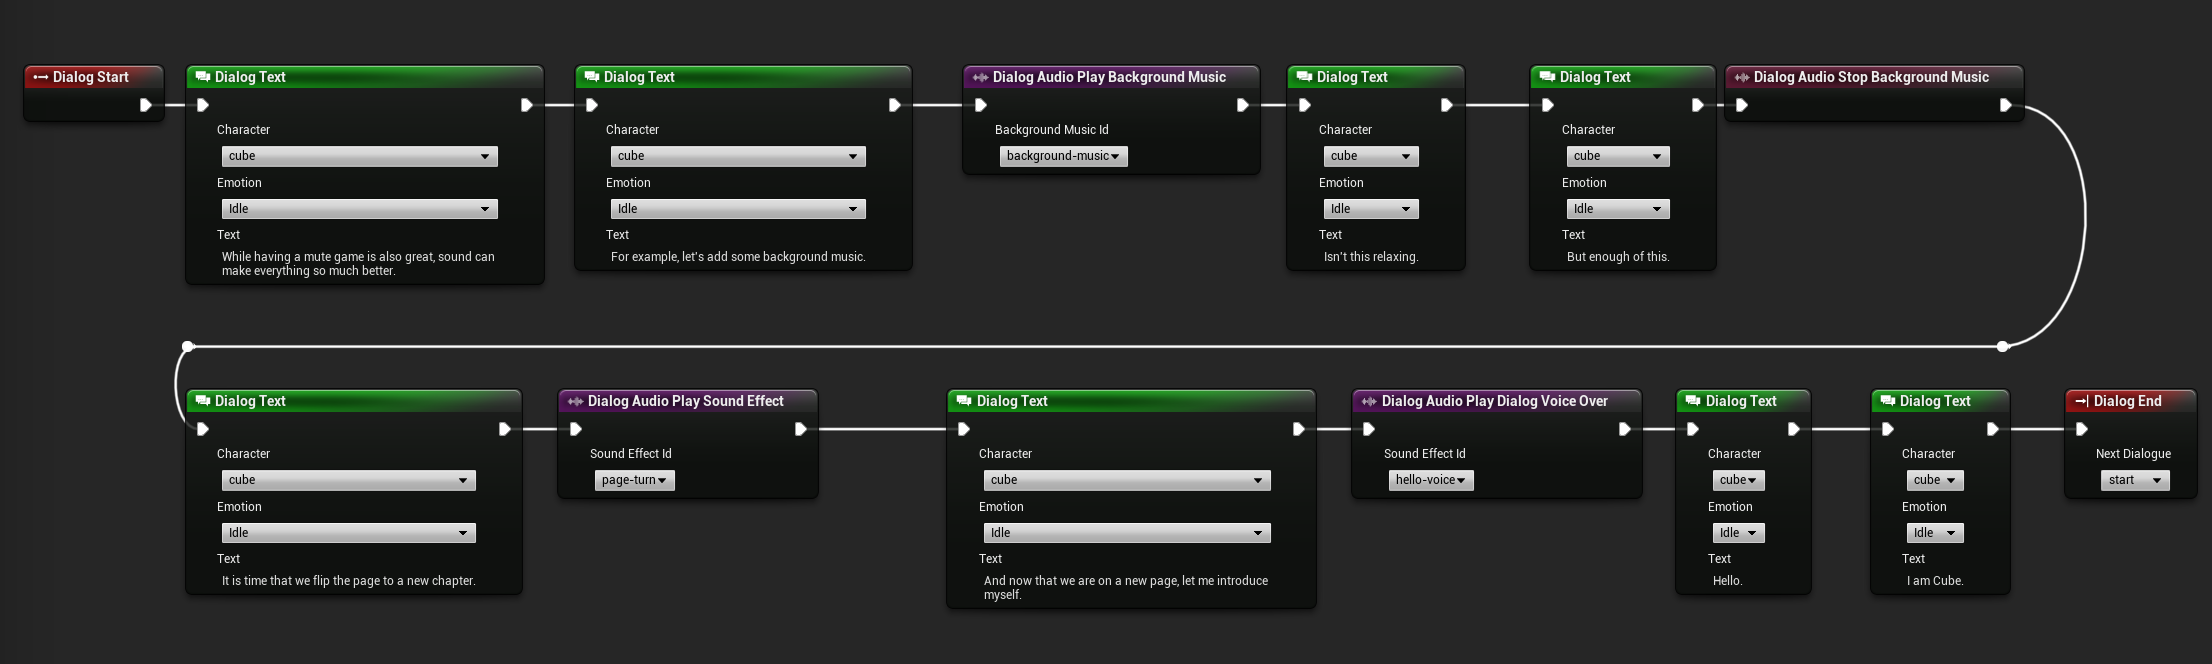 Dialog Start
Dialog Text
Character
cube
Emotion
Idle
Text
While having a mute game is also great, sound can
make everything so much better.
Dialog Text
Character
cube
Emotion
Idle
Text
For example, let's add some background music.
Dialog Audio Play Background Music
Background Music Id
background-music
Dialog Text
Character
cube
Emotion
Idle
Text
Isn't this relaxing.
Dialog Text
Character
cube
Emotion
Idle
Text
But enough of this.
Dialog Audio Stop Background Music
Dialog Text
Character
cube
Emotion
Idle
Text
It is time that we flip the page to a new chapter.
Dialog Audio Play Sound Effect
Sound Effect Id
page-turn
Dialog Text
Character
cube
Emotion
Idle
Text
And now that we are on a new page, let me introduce
myself.
Dialog Audio Play Dialog Voice Over
Sound Effect Id
hello-voice
Dialog Text
Character
cube
Emotion
Idle
Text
Hello.
Dialog Text
Character
cube
Emotion
Idle
Text
I am Cube.
Dialog End
Next Dialogue
start